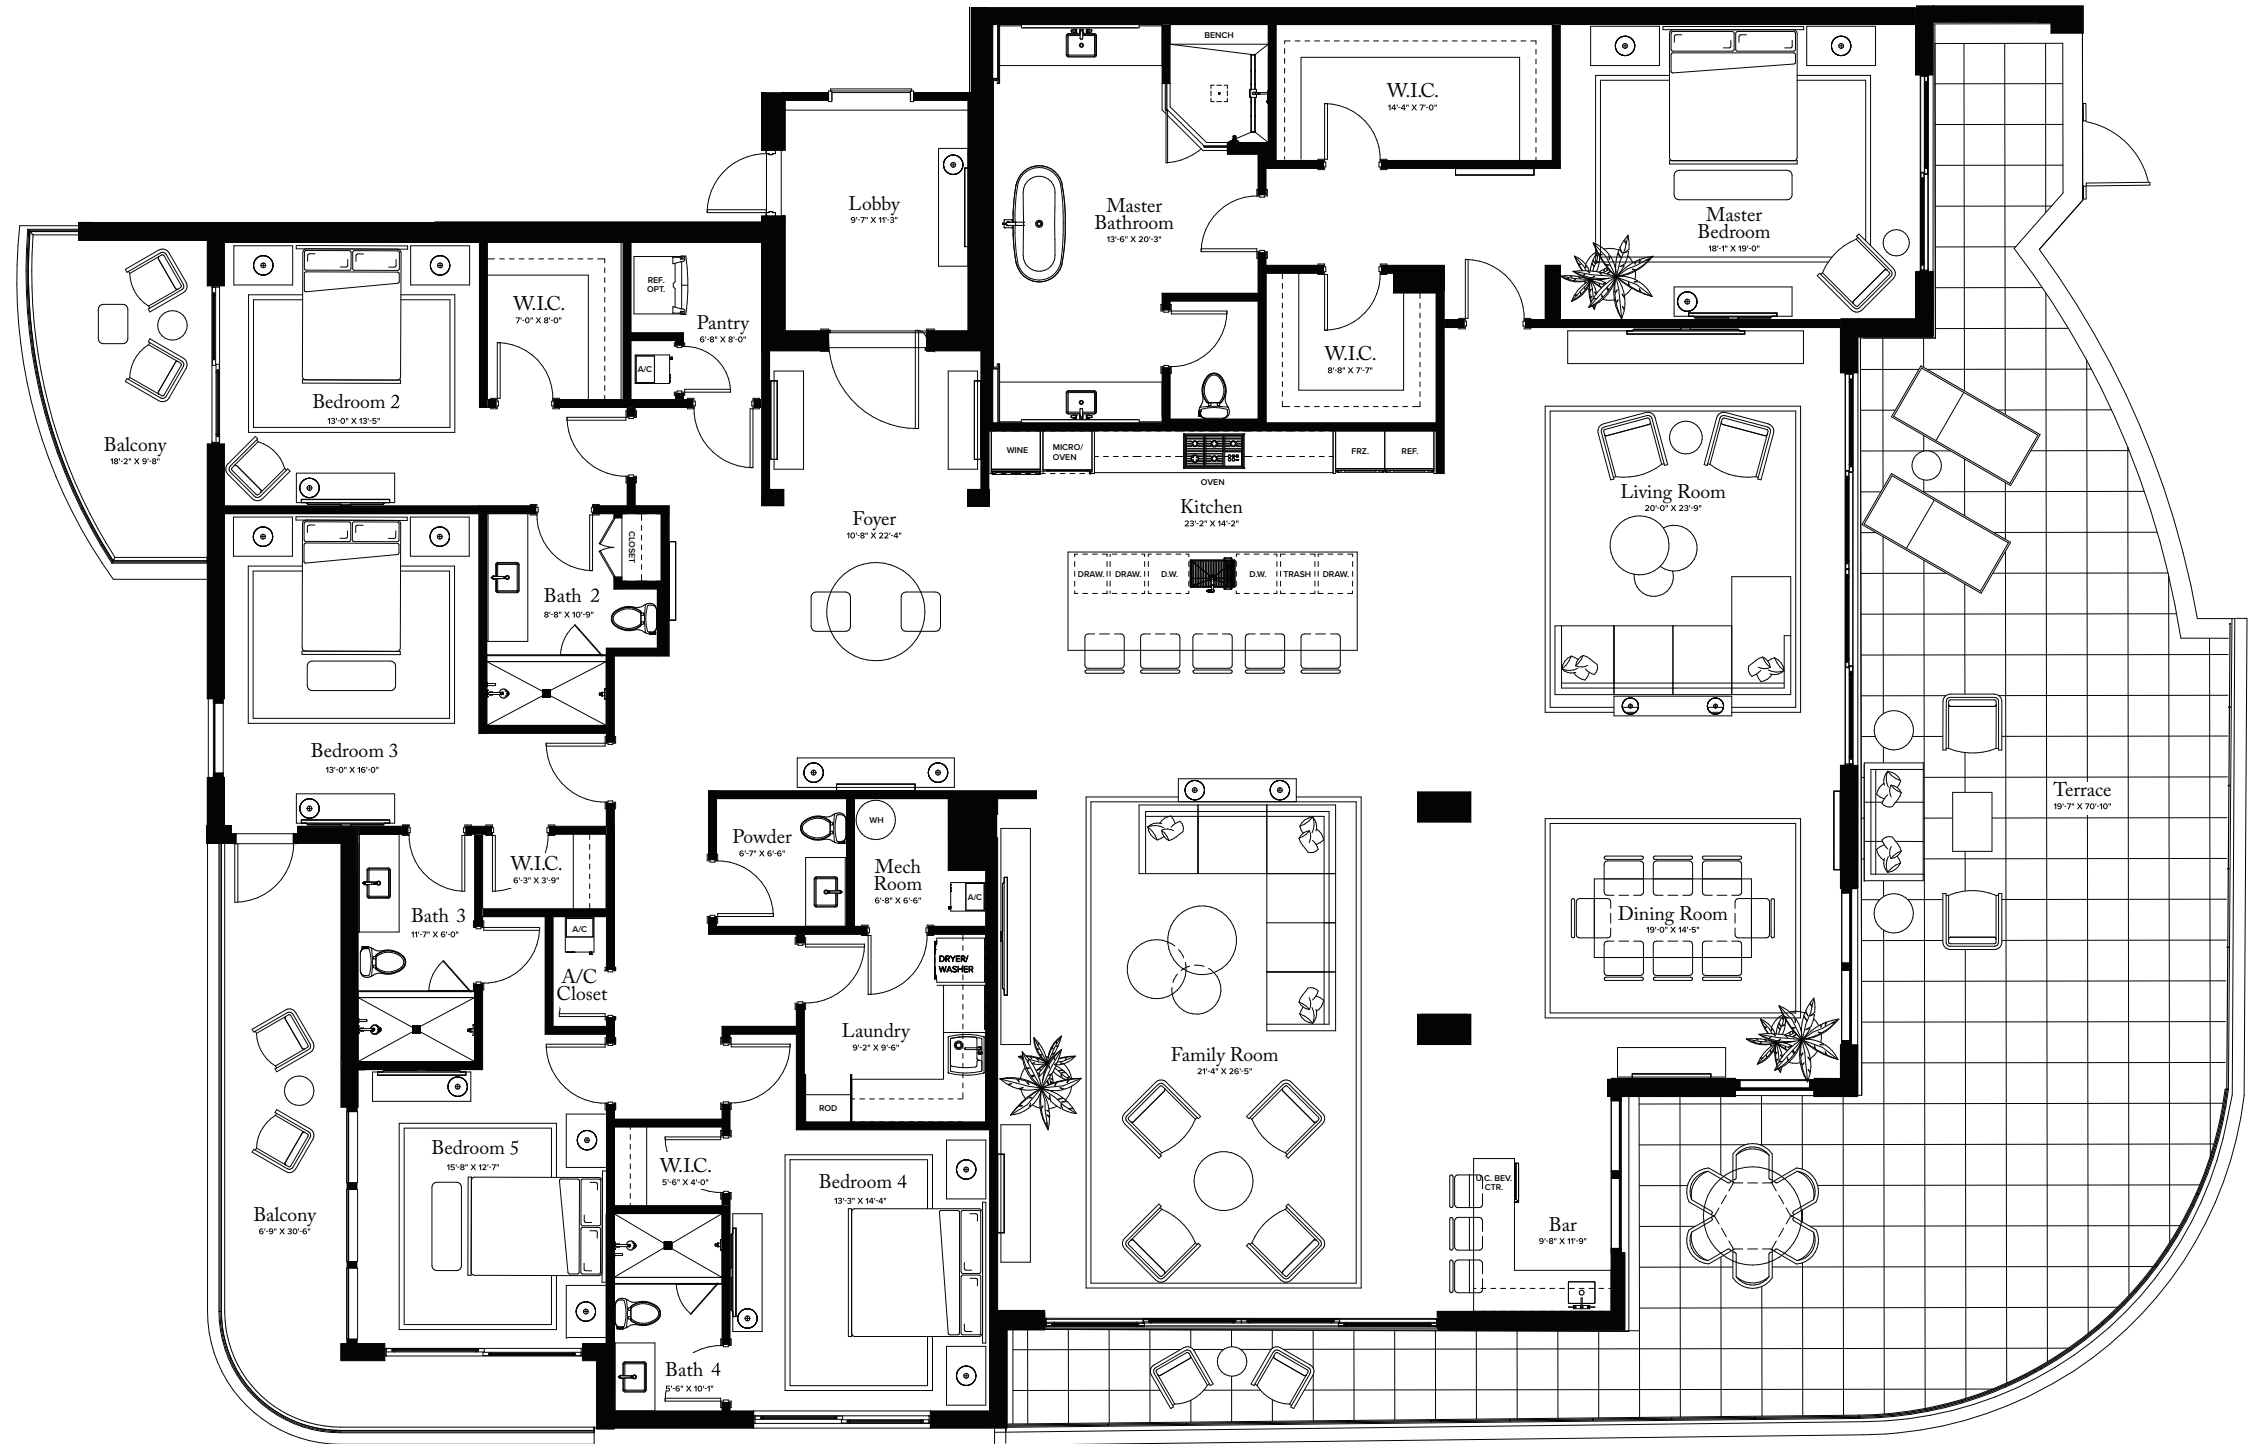 BENCH
W.I.C.
14'-4" X 7'-0"
Master
Bedroom
18'-1" X 19'-0"
Lobby
9'-7" X 11'-3"
Master
Bathroom
13'-6" X 20'-3"
REF.
OPT.
W.I.C.
7'-0" X 8'-0"
Pantry
6'-8" X 8'-0"
A/C
W.I.C.
8'-8" X 7'-7"
Bedroom 2
13'-0" X 13'-5"
Balcony
18'-2" X 9'-8"
WINE
MICRO/
OVEN
FRZ.
REF.
OVEN
Kitchen
23'-2" X 14'-2"
Living Room
20'-0" X 23'-9"
Foyer
10'-8" X 22'-4"
CLOSET
Bath 2
8'-8" X 10'-9"
DRAW.
DRAW.
D.W.
D.W.
TRASH
DRAW.
Bedroom 3
13'-0" X 16'-0"
Terrace
19'-7" X 70'-10"
Powder
6'-7" X 6'-6"
WH
Mech
Room
6'-8" X 6'-6"
A/C
W.I.C.
6'-3" X 3'-9"
Bath 3
11'-7" X 6'-0"
A/C
A/C
Closet
Dining Room
19'-0" X 14'-5"
DRYER/
WASHER
Laundry
9'-2" X 9'-6"
ROD
Family Room
21'-4" X 26'-5"
Bedroom 5
15'-8" X 12'-7"
W.I.C.
5'-6" X 4'-0"
Bedroom 4
13'-3" X 14'-4"
U.C. BEV.
CTR.
Bar
9'-8" X 11'-9"
Balcony
6'-9" X 30'-6"
Bath 4
5'-6" X 10'-1"